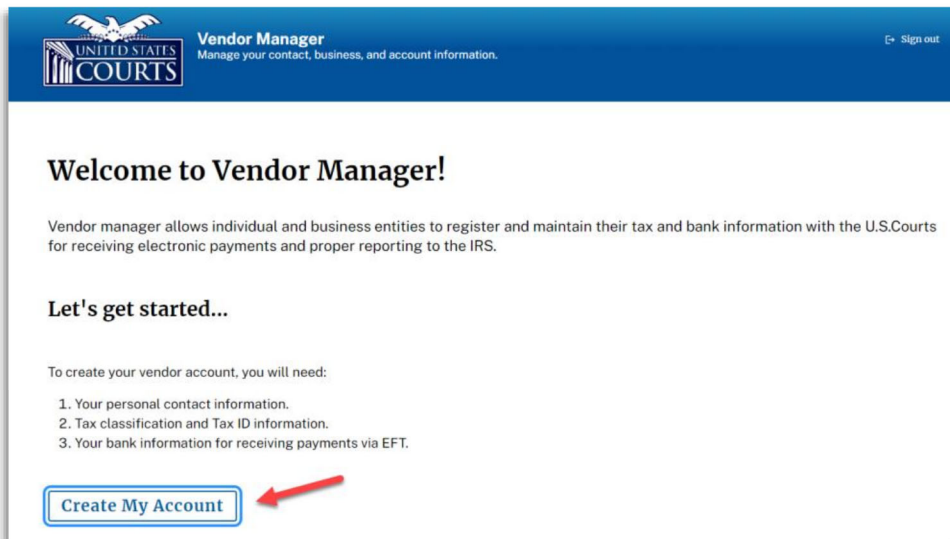 UNITED STATES
COURTS
Vendor Manager
Manage your contact, business, and account information.
Sign out
Welcome to Vendor Manager!
Vendor manager allows individual and business entities to register and maintain their tax and bank information with the U.S.Courts
for receiving electronic payments and proper reporting to the IRS.
Let's get started...
To create your vendor account, you will need:
1. Your personal contact information.
2. Tax classification and Tax ID information.
3. Your bank information for receiving payments via EFT.
Create My Account